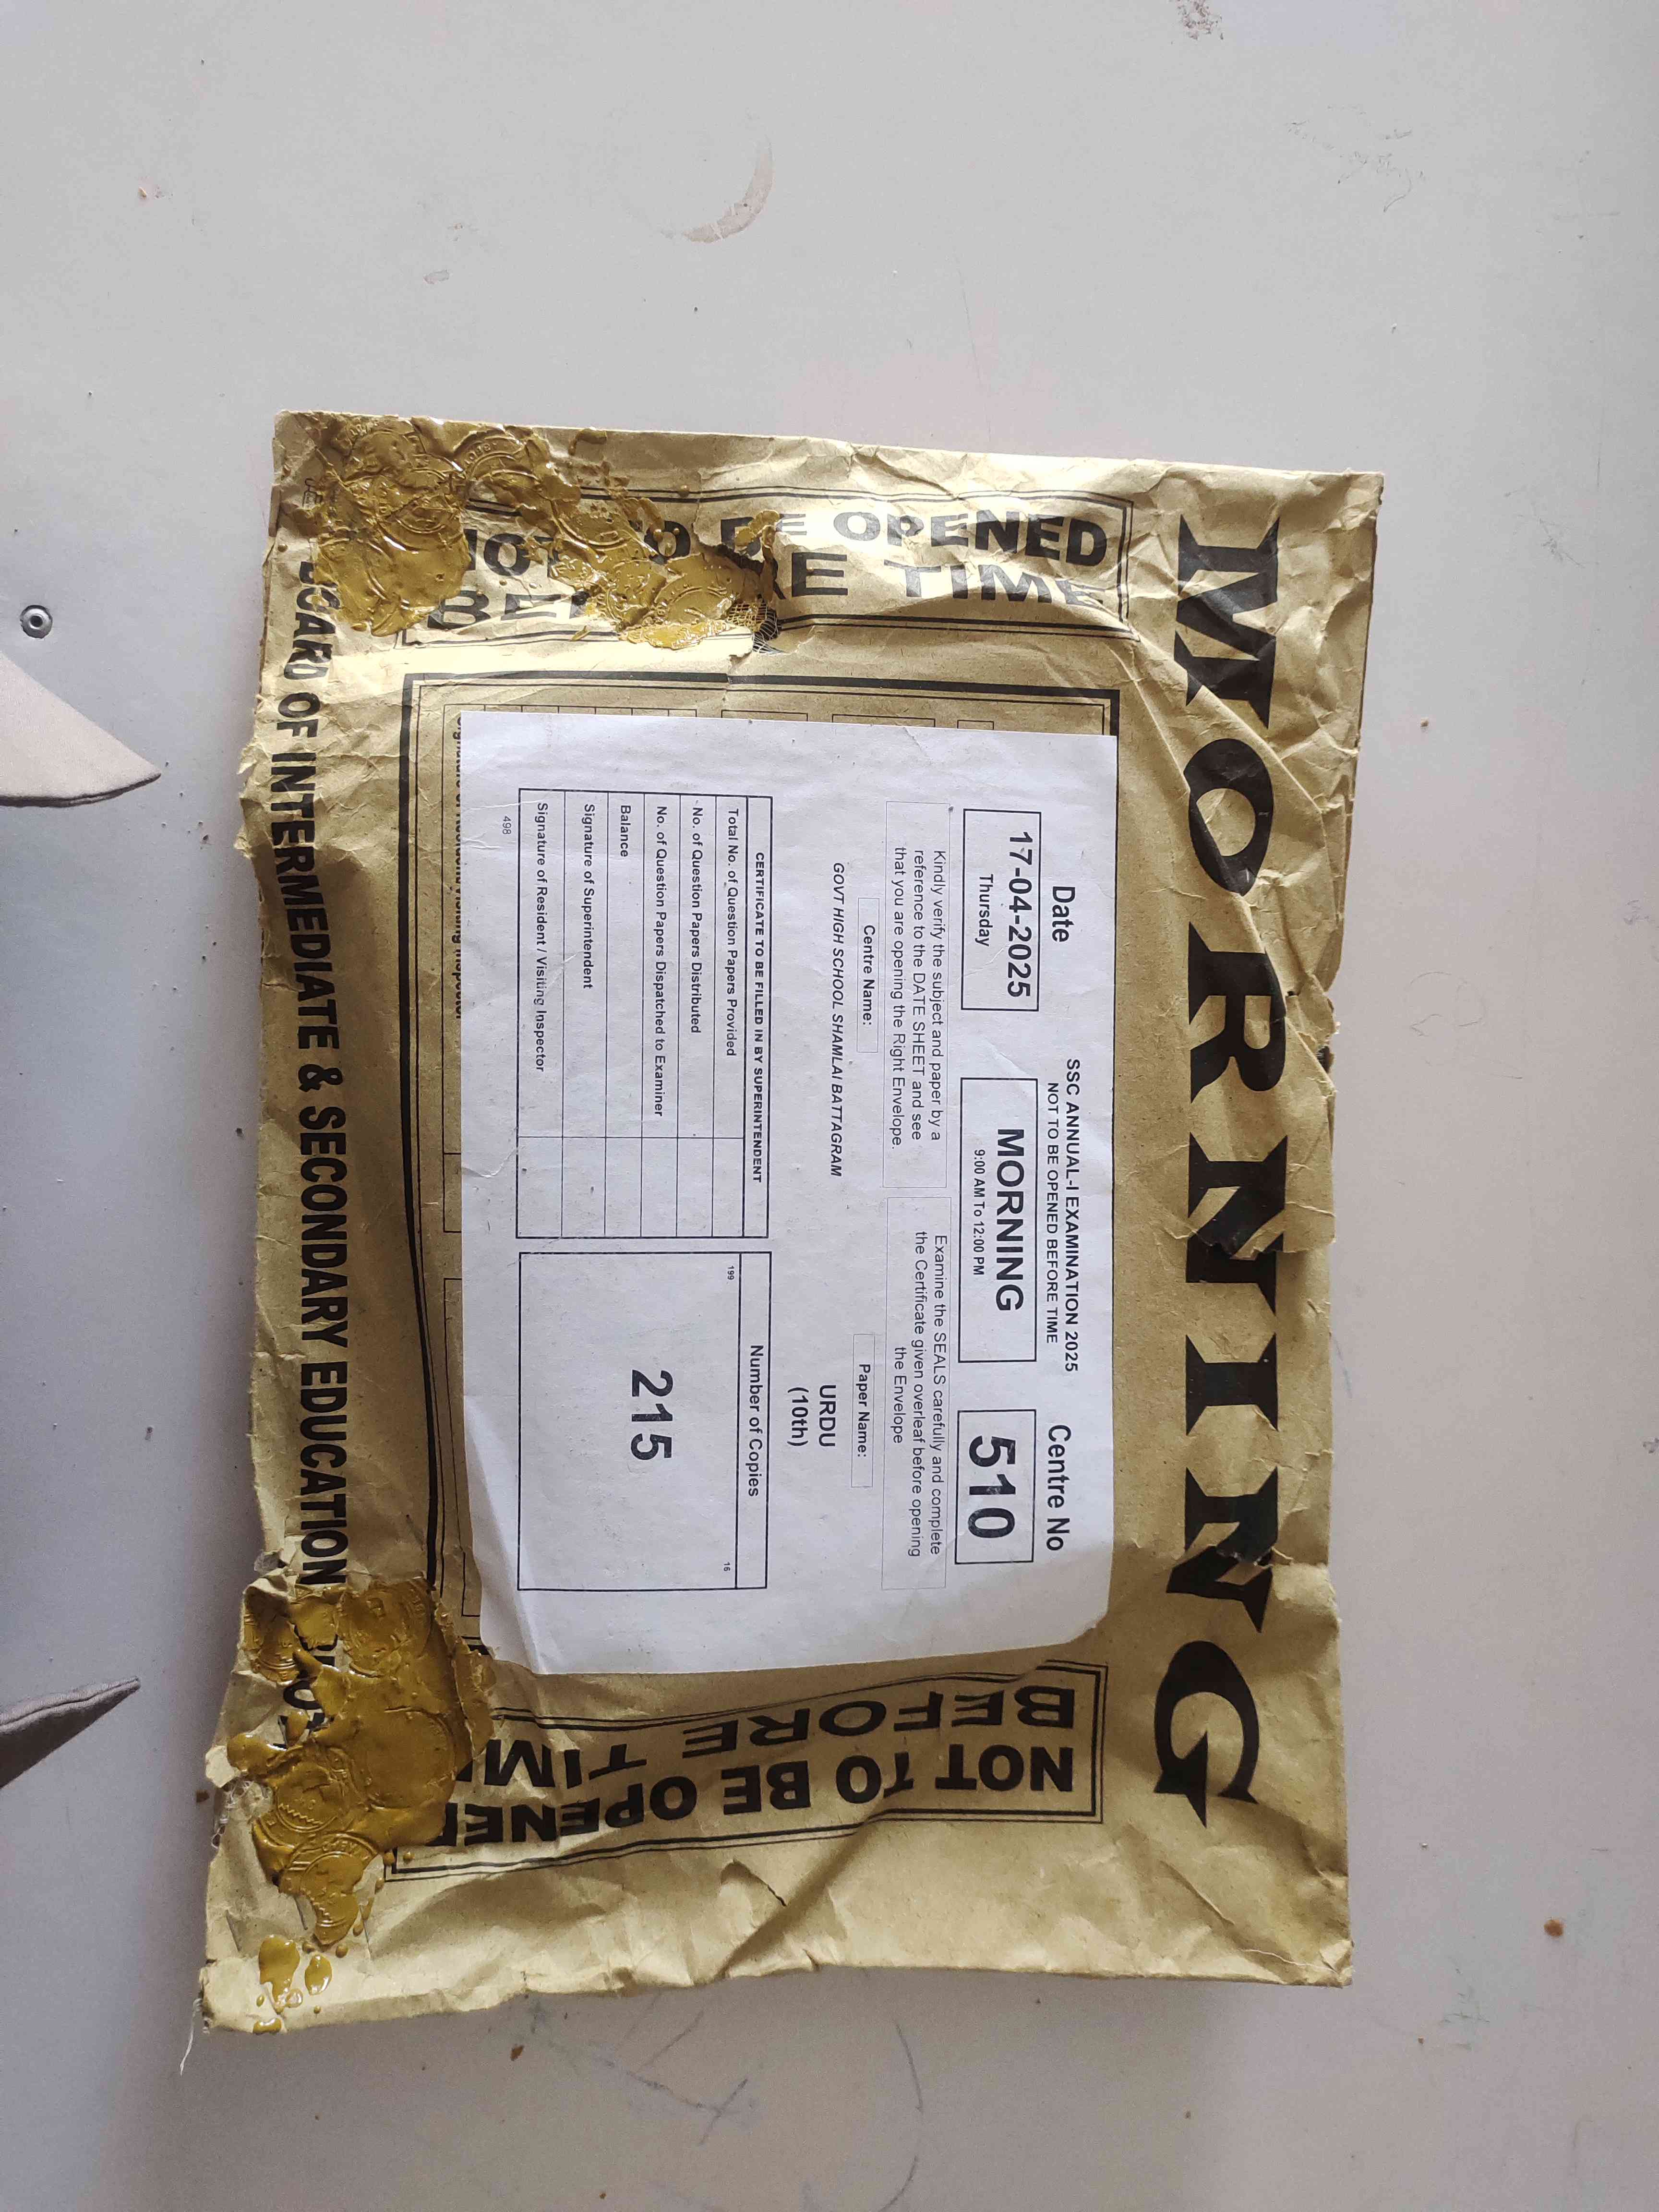 MORNING
NOT TO BE OPENED
TIME
Date
17-04-2025
Thursday
SSC ANNUAL-I EXAMINATION 2025
NOT TO BE OPENED BEFORE TIME
MORNING
9:00 AM To 12:00 PM
Centre No
510
Kindly verify the subject and paper by a
reference to the DATE SHEET and see
that you are opening the Right Envelope.
Examine the SEALS carefully and complete
the Certificate given overleaf before opening
the Envelope
Centre Name:
GOVT HIGH SCHOOL SHAMLAI BATTAGRAM
Paper Name:
URDU
(10th)
CERTIFICATE TO BE FILLED IN BY SUPERINTENDENT
Total No. of Question Papers Provided
No. of Question Papers Distributed
No. of Question Papers Dispatched to Examiner
Balance
Signature of Superintendent
Signature of Resident / Visiting Inspector
498
Number of Copies
199
16
215
NOT TO BE OPENED
BEFORE TIM
BOARD OF INTERMEDIATE & SECONDARY EDUCATION